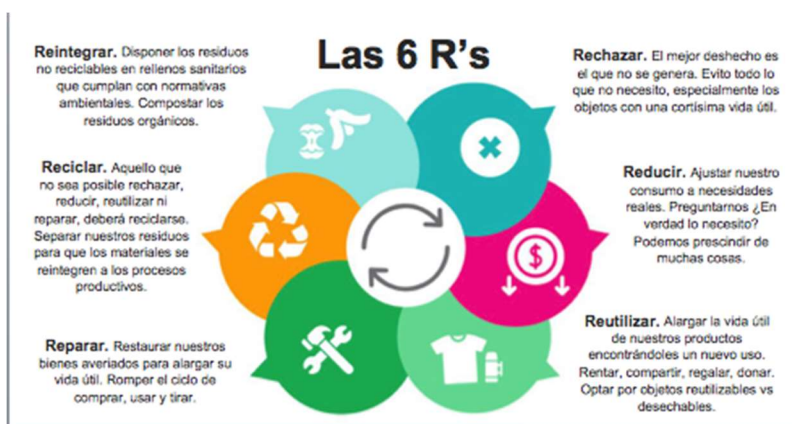 Las 6 R's
Reintegrar. Disponer los residuos
no reciclables en rellenos sanitarios
que cumplan con normativas
ambientales. Compostar los
residuos orgánicos.
Rechazar. El mejor deshecho es
el que no se genera. Evito todo lo
que no necesito, especialmente los
objetos con una cortísima vida útil.
Reciclar. Aquello que
no sea posible rechazar,
reducir, reutilizar ni
reparar, deberá reciclarse.
Separar nuestros residuos
para que los materiales se
reintegren a los procesos
productivos.
Reducir. Ajustar nuestro
consumo a necesidades
reales. Preguntarnos ¿En
verdad lo necesito?
Podemos prescindir de
muchas cosas.
$
Reparar. Restaurar nuestros
bienes averiados para alargar su
vida útil. Romper el ciclo de
comprar, usar y tirar.
Reutilizar. Alargar la vida útil
de nuestros productos
encontrándoles un nuevo uso.
Rentar, compartir, regalar, donar.
Optar por objetos reutilizables vs
desechables.